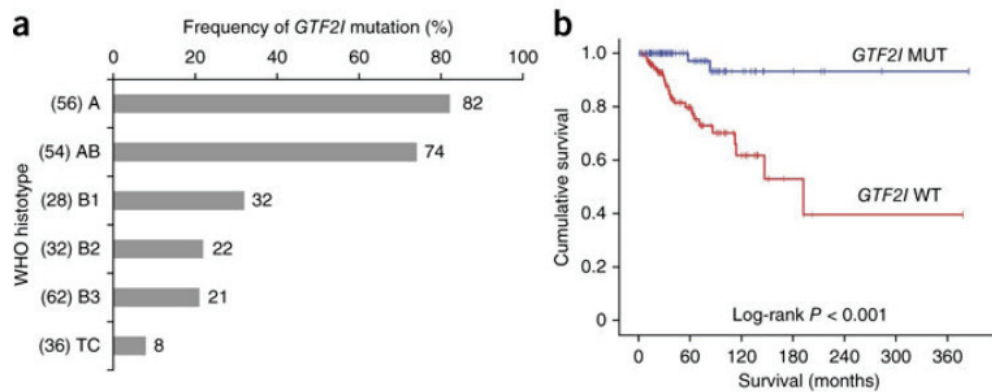 a
Frequency of GTF2I mutation (%)
0 20 40 60 80 100
WHO histotype
(56) A 82
(54) AB 74
(28) B1 32
(32) B2 22
(62) B3 21
(36) TC 8
b
Cumulative survival
1.0
0.8
0.6
0.4
0.2
0
GTF2I MUT
GTF2I WT
Log-rank P < 0.001
0 60 120 180 240 300 360
Survival (months)